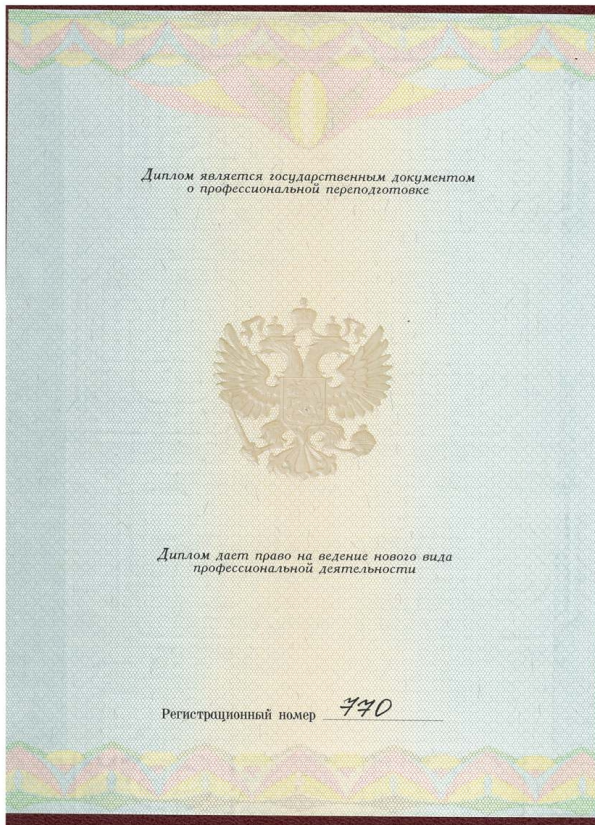 Диплом является государственным документом
о профессиональной переподготовке
Диплом дает право на ведение нового вида
профессиональной деятельности
Регистрационный номер 770